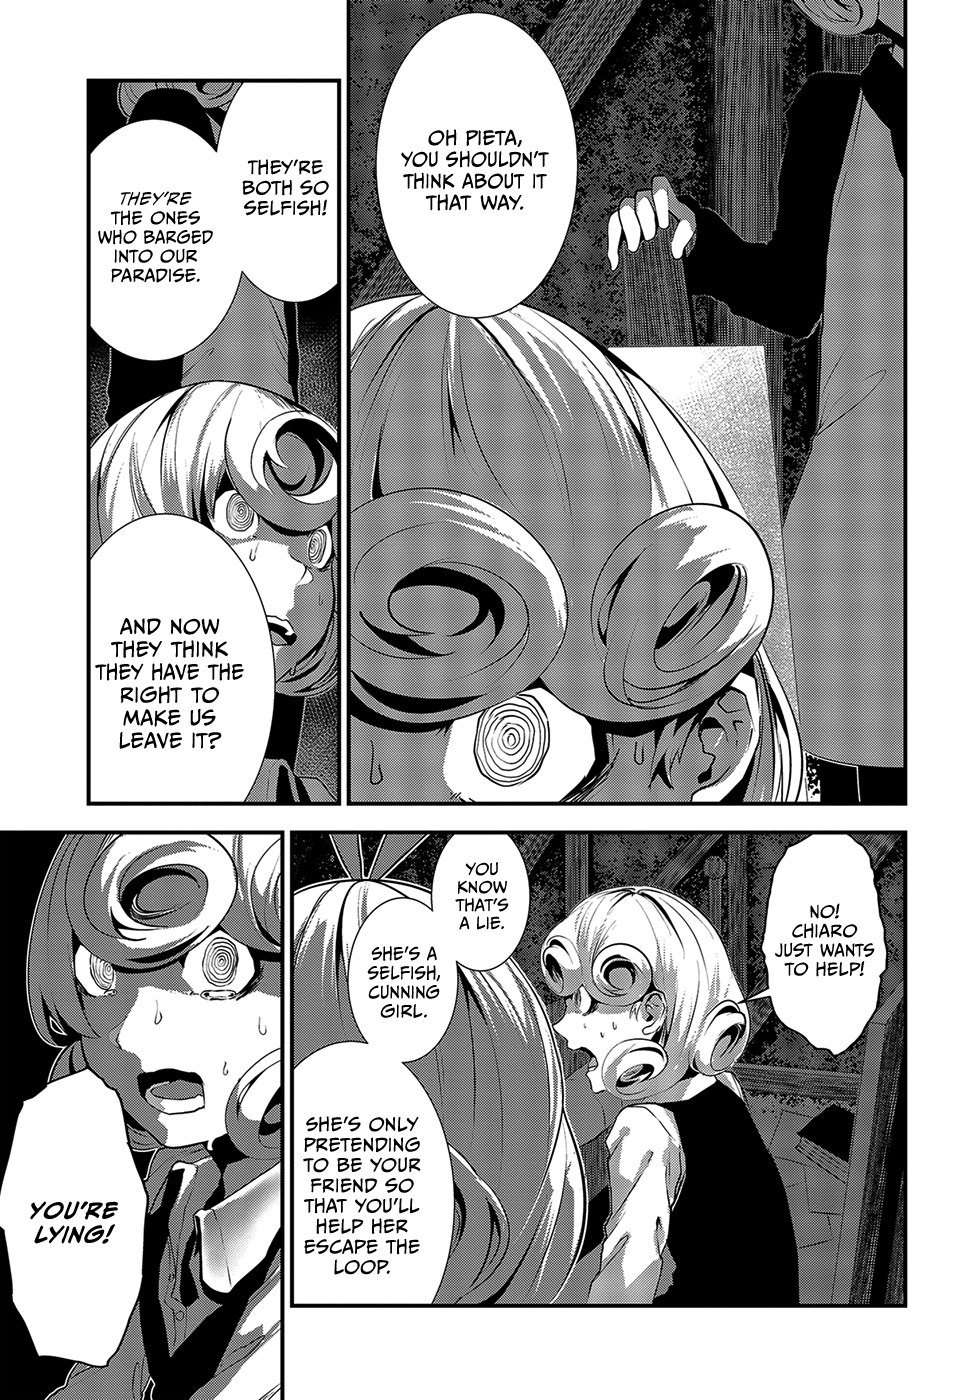 OH PIETA,
YOU SHOULDN'T
THINK ABOUT IT
THAT WAY.
THEY'RE
BOTH SO
SELFISH!
THEY'RE
THE ONES
WHO BARGED
INTO OUR
PARADISE.
AND NOW
THEY THINK
THEY HAVE THE
RIGHT TO
MAKE US
LEAVE IT?
NO!
CHIARO
JUST WANTS
TO HELP!
YOU
KNOW
THAT'S
A LIE.
SHE'S A
SELFISH,
CUNNING
GIRL.
SHE'S ONLY
PRETENDING
TO BE YOUR
FRIEND SO
THAT YOU'LL
HELP HER
ESCAPE THE
LOOP.
YOU'RE
LYING!